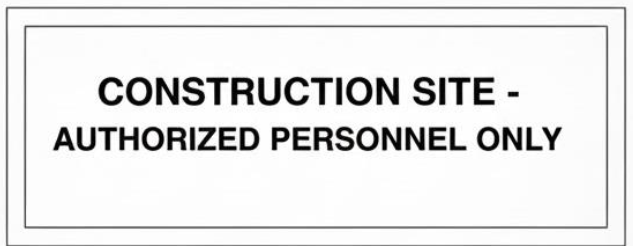 CONSTRUCTION SITE -
AUTHORIZED PERSONNEL ONLY